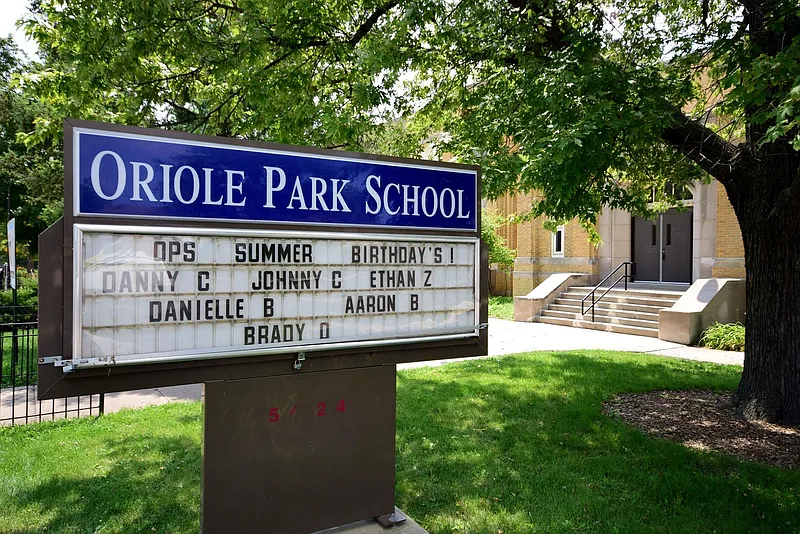 ORIOLE PARK SCHOOL
OPS SUMMER BIRTHDAY'S !
DANNY C JOHNNY C ETHAN Z
DANIELLE B AARON B
BRADY O
5/24